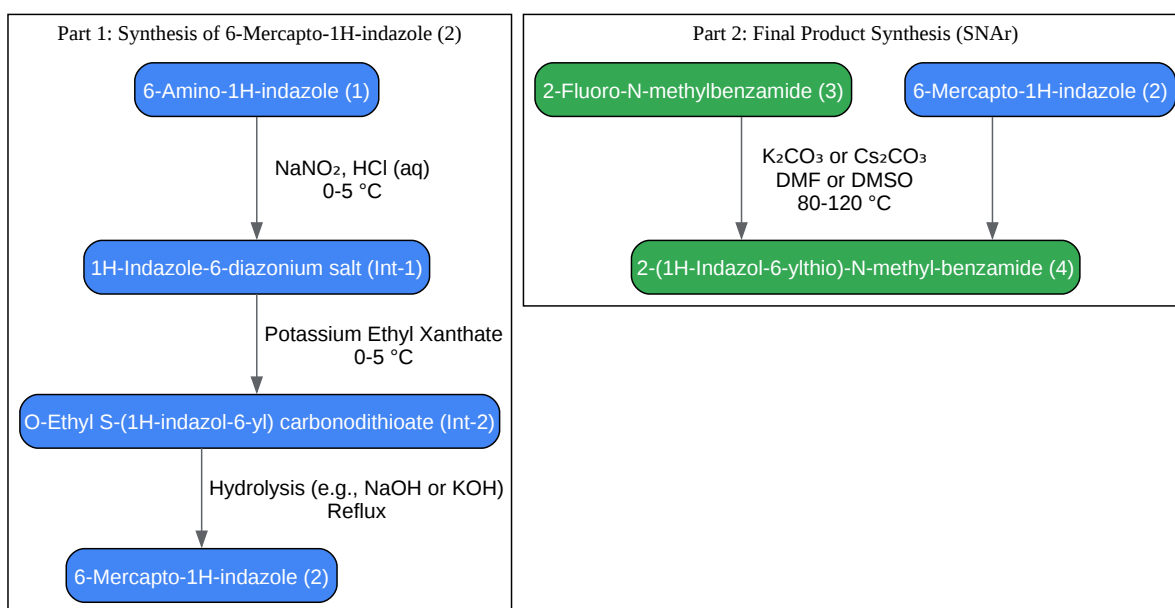 Part 1: Synthesis of 6-Mercapto-1H-indazole (2)
6-Amino-1H-indazole (1)
NaNO₂, HCl (aq)
0-5 °C
1H-Indazole-6-diazonium salt (Int-1)
Potassium Ethyl Xanthate
0-5 °C
O-Ethyl S-(1H-indazol-6-yl) carbonodithioate (Int-2)
Hydrolysis (e.g., NaOH or KOH)
Reflux
6-Mercapto-1H-indazole (2)
Part 2: Final Product Synthesis (SNAr)
2-Fluoro-N-methylbenzamide (3)
6-Mercapto-1H-indazole (2)
K₂CO₃ or Cs₂CO₃
DMF or DMSO
80-120 °C
2-(1H-Indazol-6-ylthio)-N-methyl-benzamide (4)